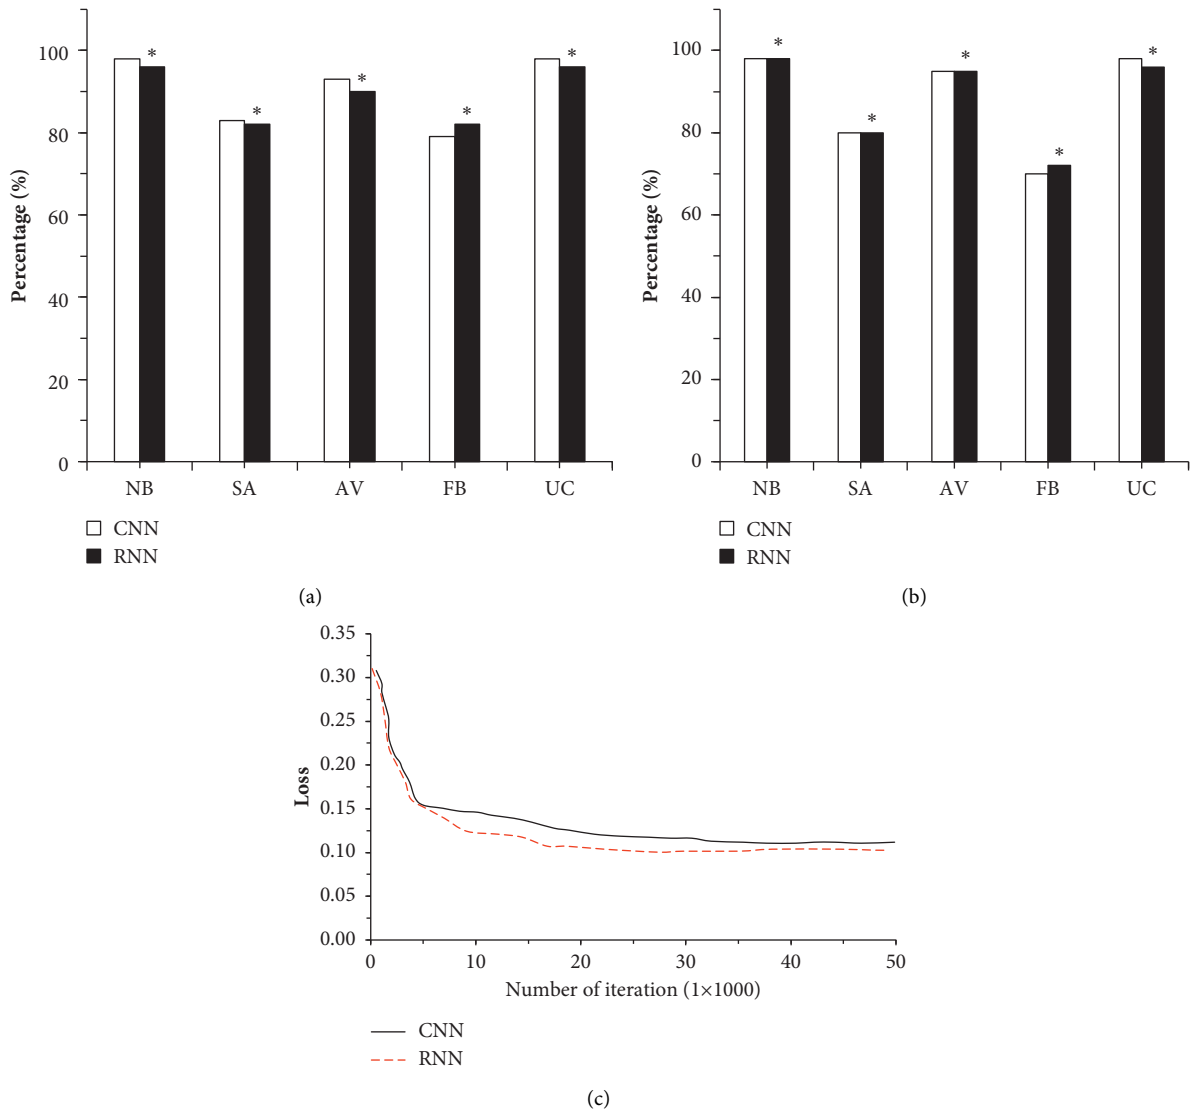 100
80
60
40
20
0
Percentage (%)
* * * * *
NB SA AV FB UC
CNN
RNN
(a)
100
80
60
40
20
0
Percentage (%)
* * * * *
NB SA AV FB UC
CNN
RNN
(b)
0.35
0.30
0.25
0.20
0.15
0.10
0.05
0.00
Loss
0 10 20 30 40 50
Number of iteration (1×1000)
CNN
RNN
(c)